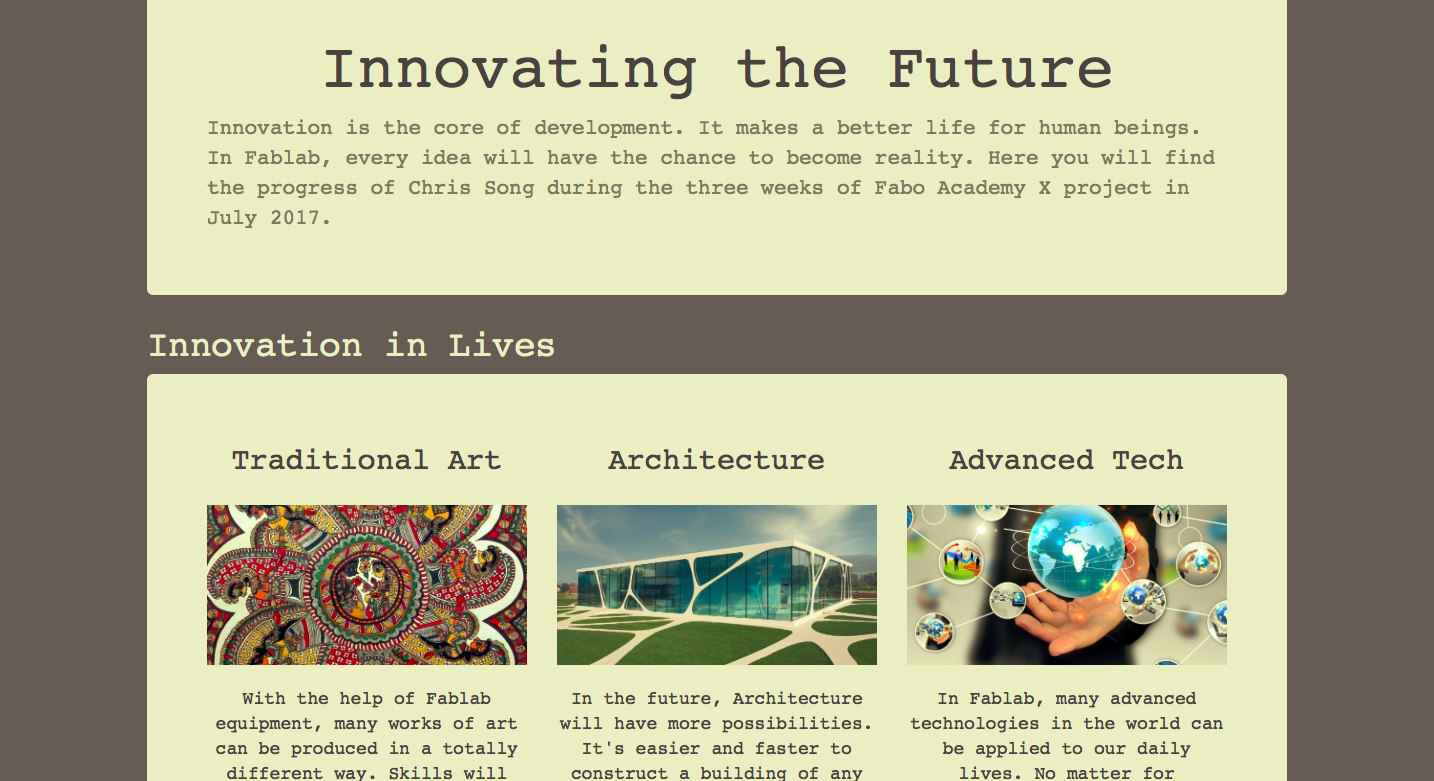 Innovating the Future
Innovation is the core of development. It makes a better life for human beings.
In Fablab, every idea will have the chance to become reality. Here you will find
the progress of Chris Song during the three weeks of Fabo Academy X project in
July 2017.
Innovation in Lives
Traditional Art
With the help of Fablab
equipment, many works of art
can be produced in a totally
different way. Skills will
Architecture
In the future, Architecture
will have more possibilities.
It's easier and faster to
construct a building of any
Advanced Tech
In Fablab, many advanced
technologies in the world can
be applied to our daily
lives. No matter for